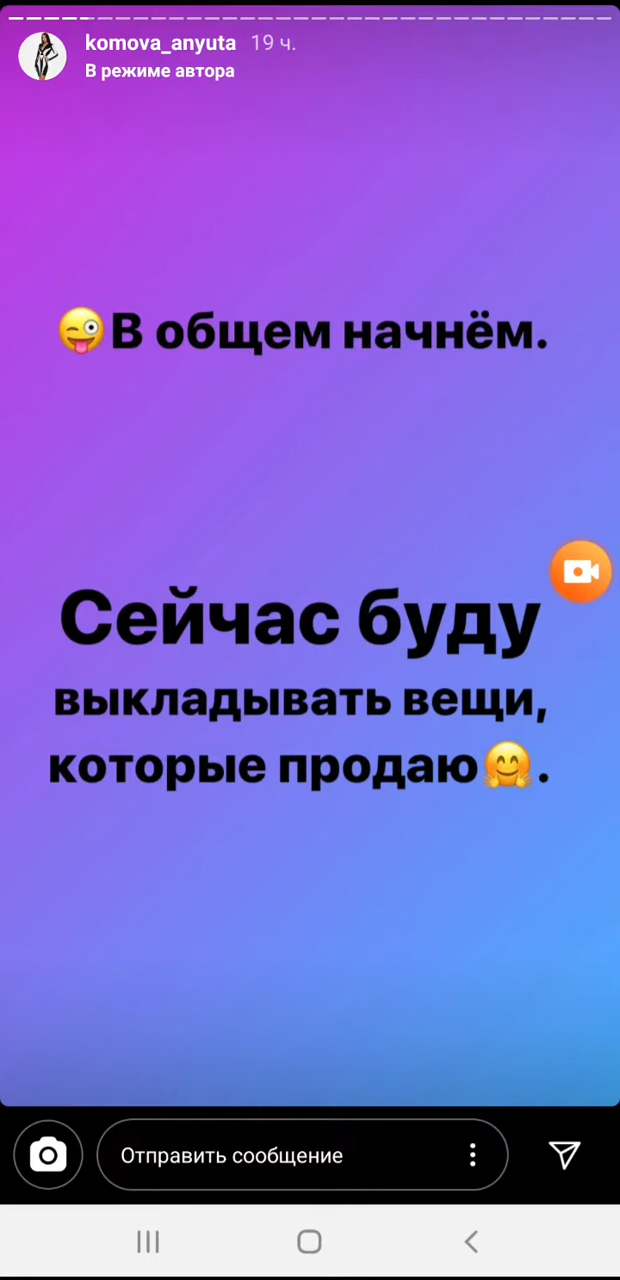 komova_anyuta 19 ч.
В режиме автора
😜В общем начнём.
Сейчас буду
выкладывать вещи,
которые продаю🤗.
Отправить сообщение